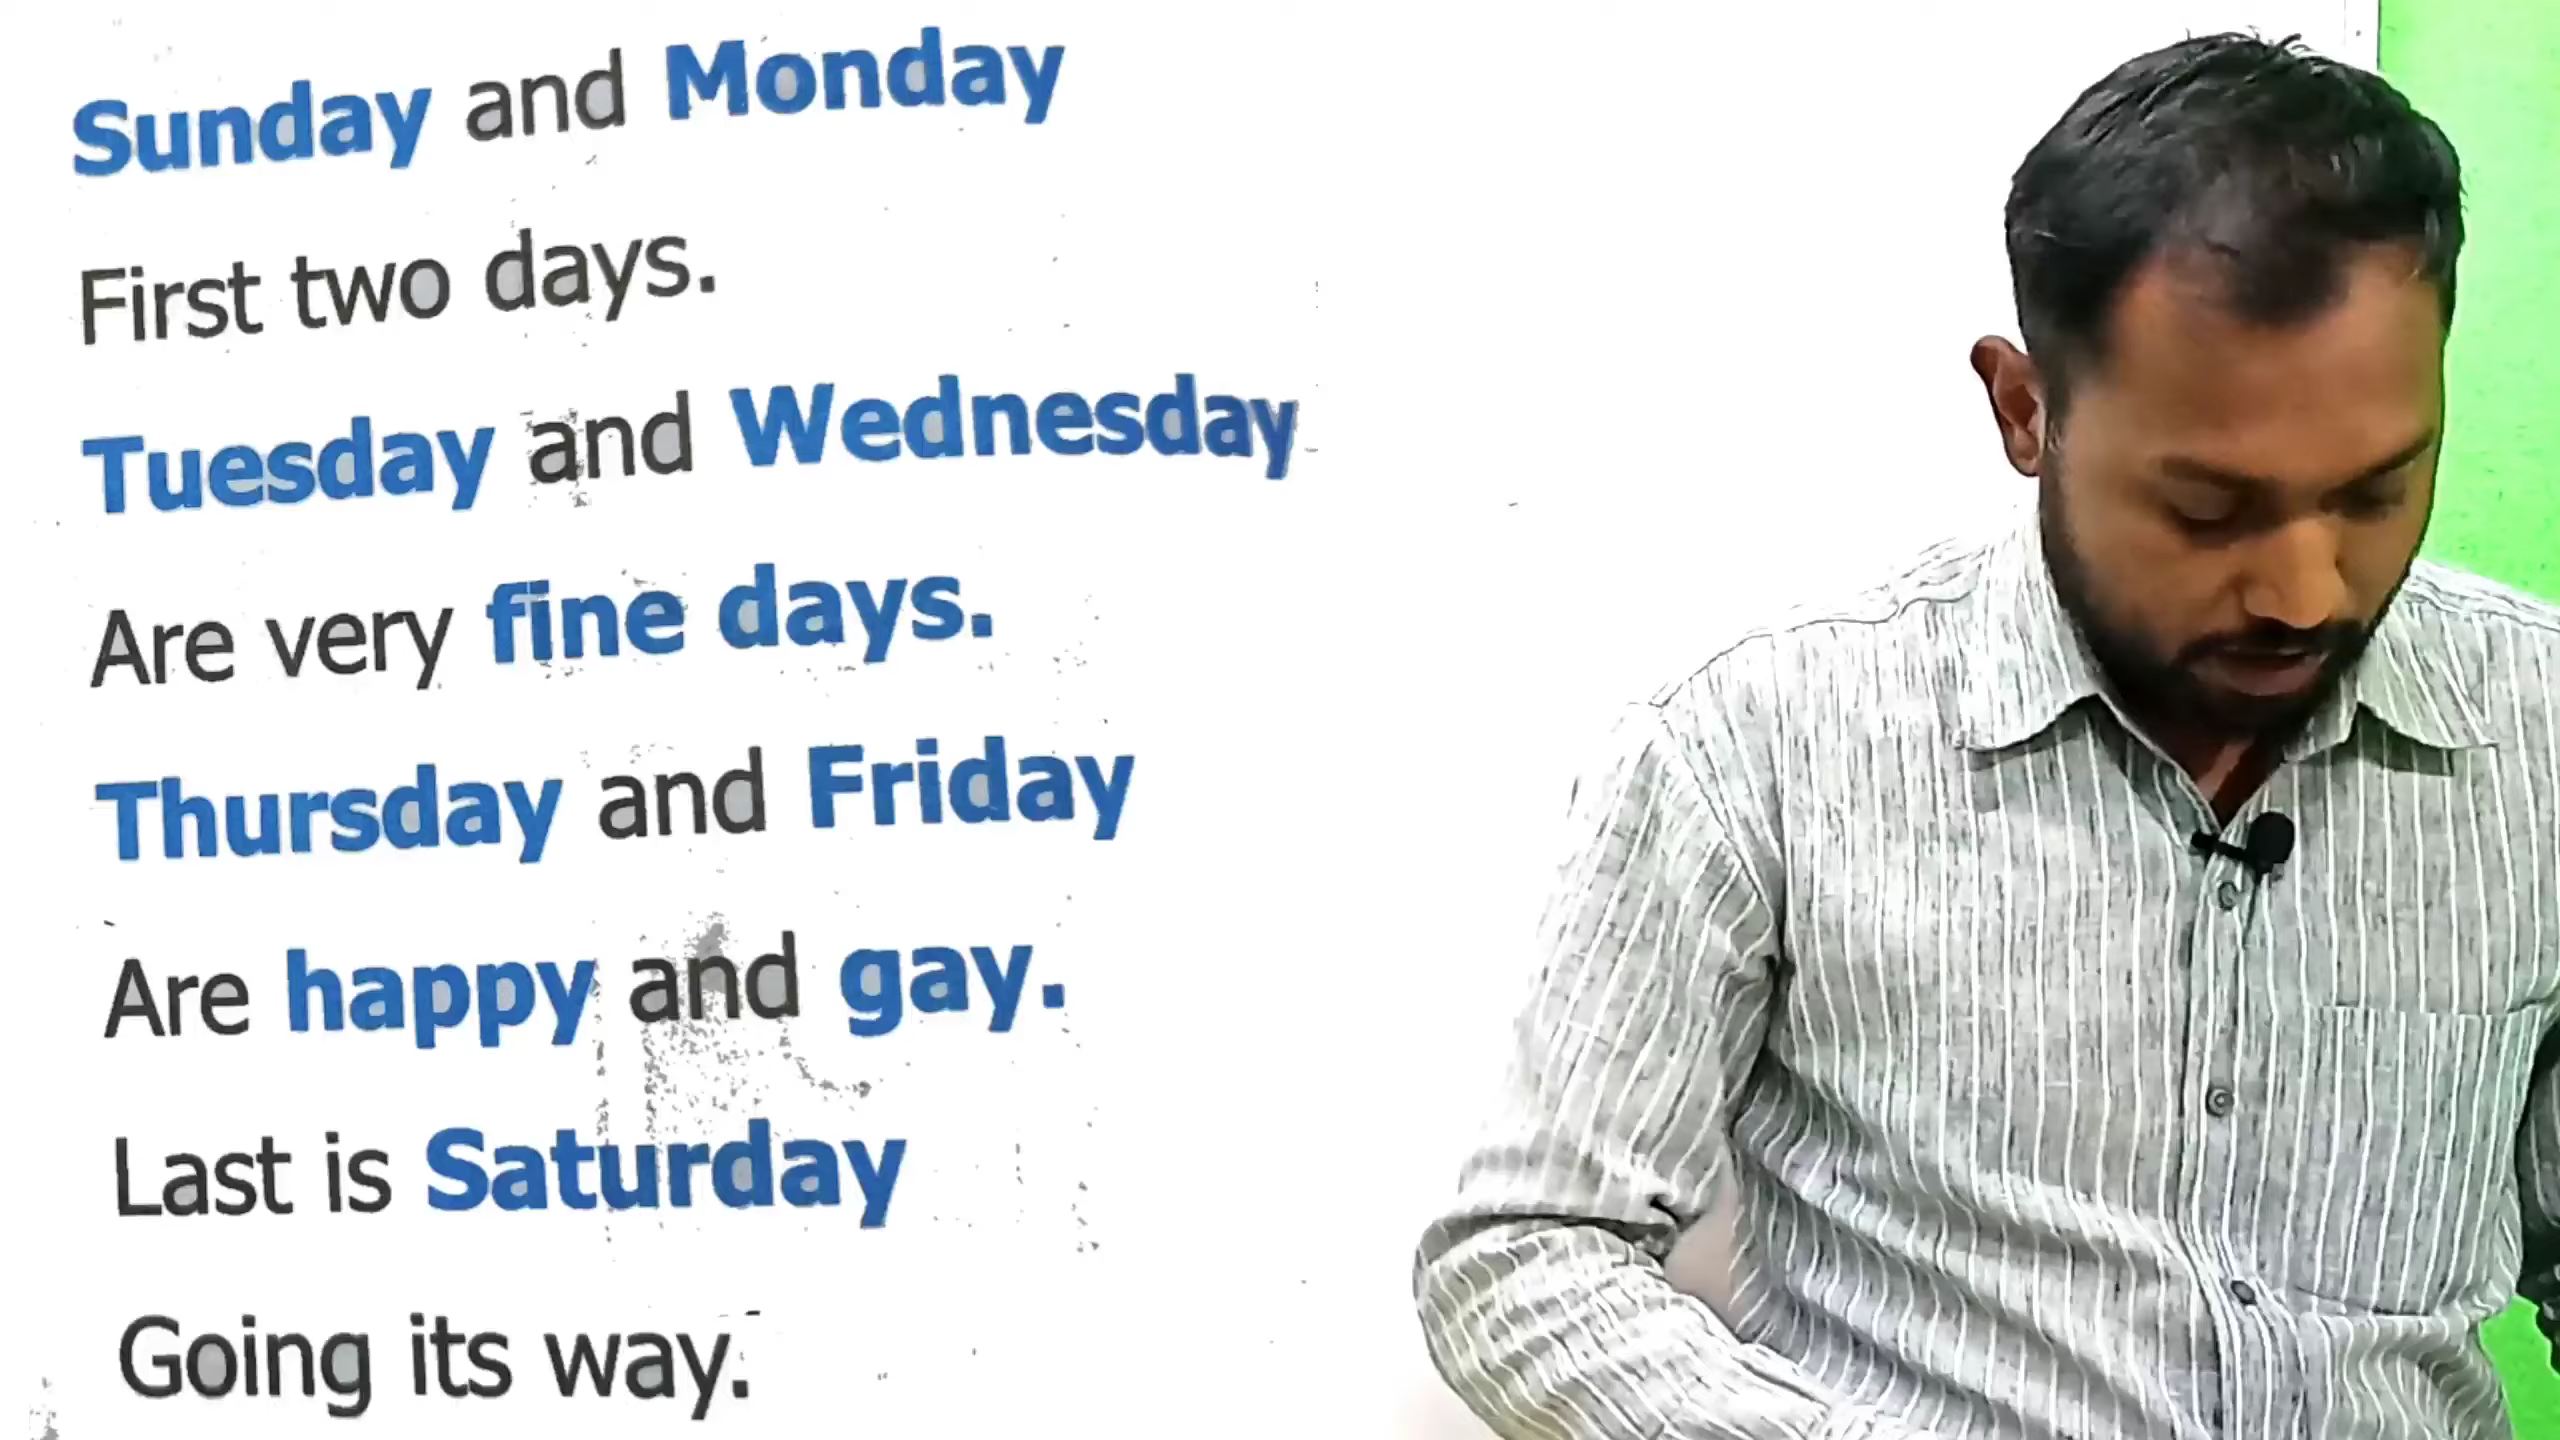 Sunday and Monday
First two days.
Tuesday and Wednesday
Are very fine days.
Thursday and Friday
Are happy and gay.
Last is Saturday
Going its way.